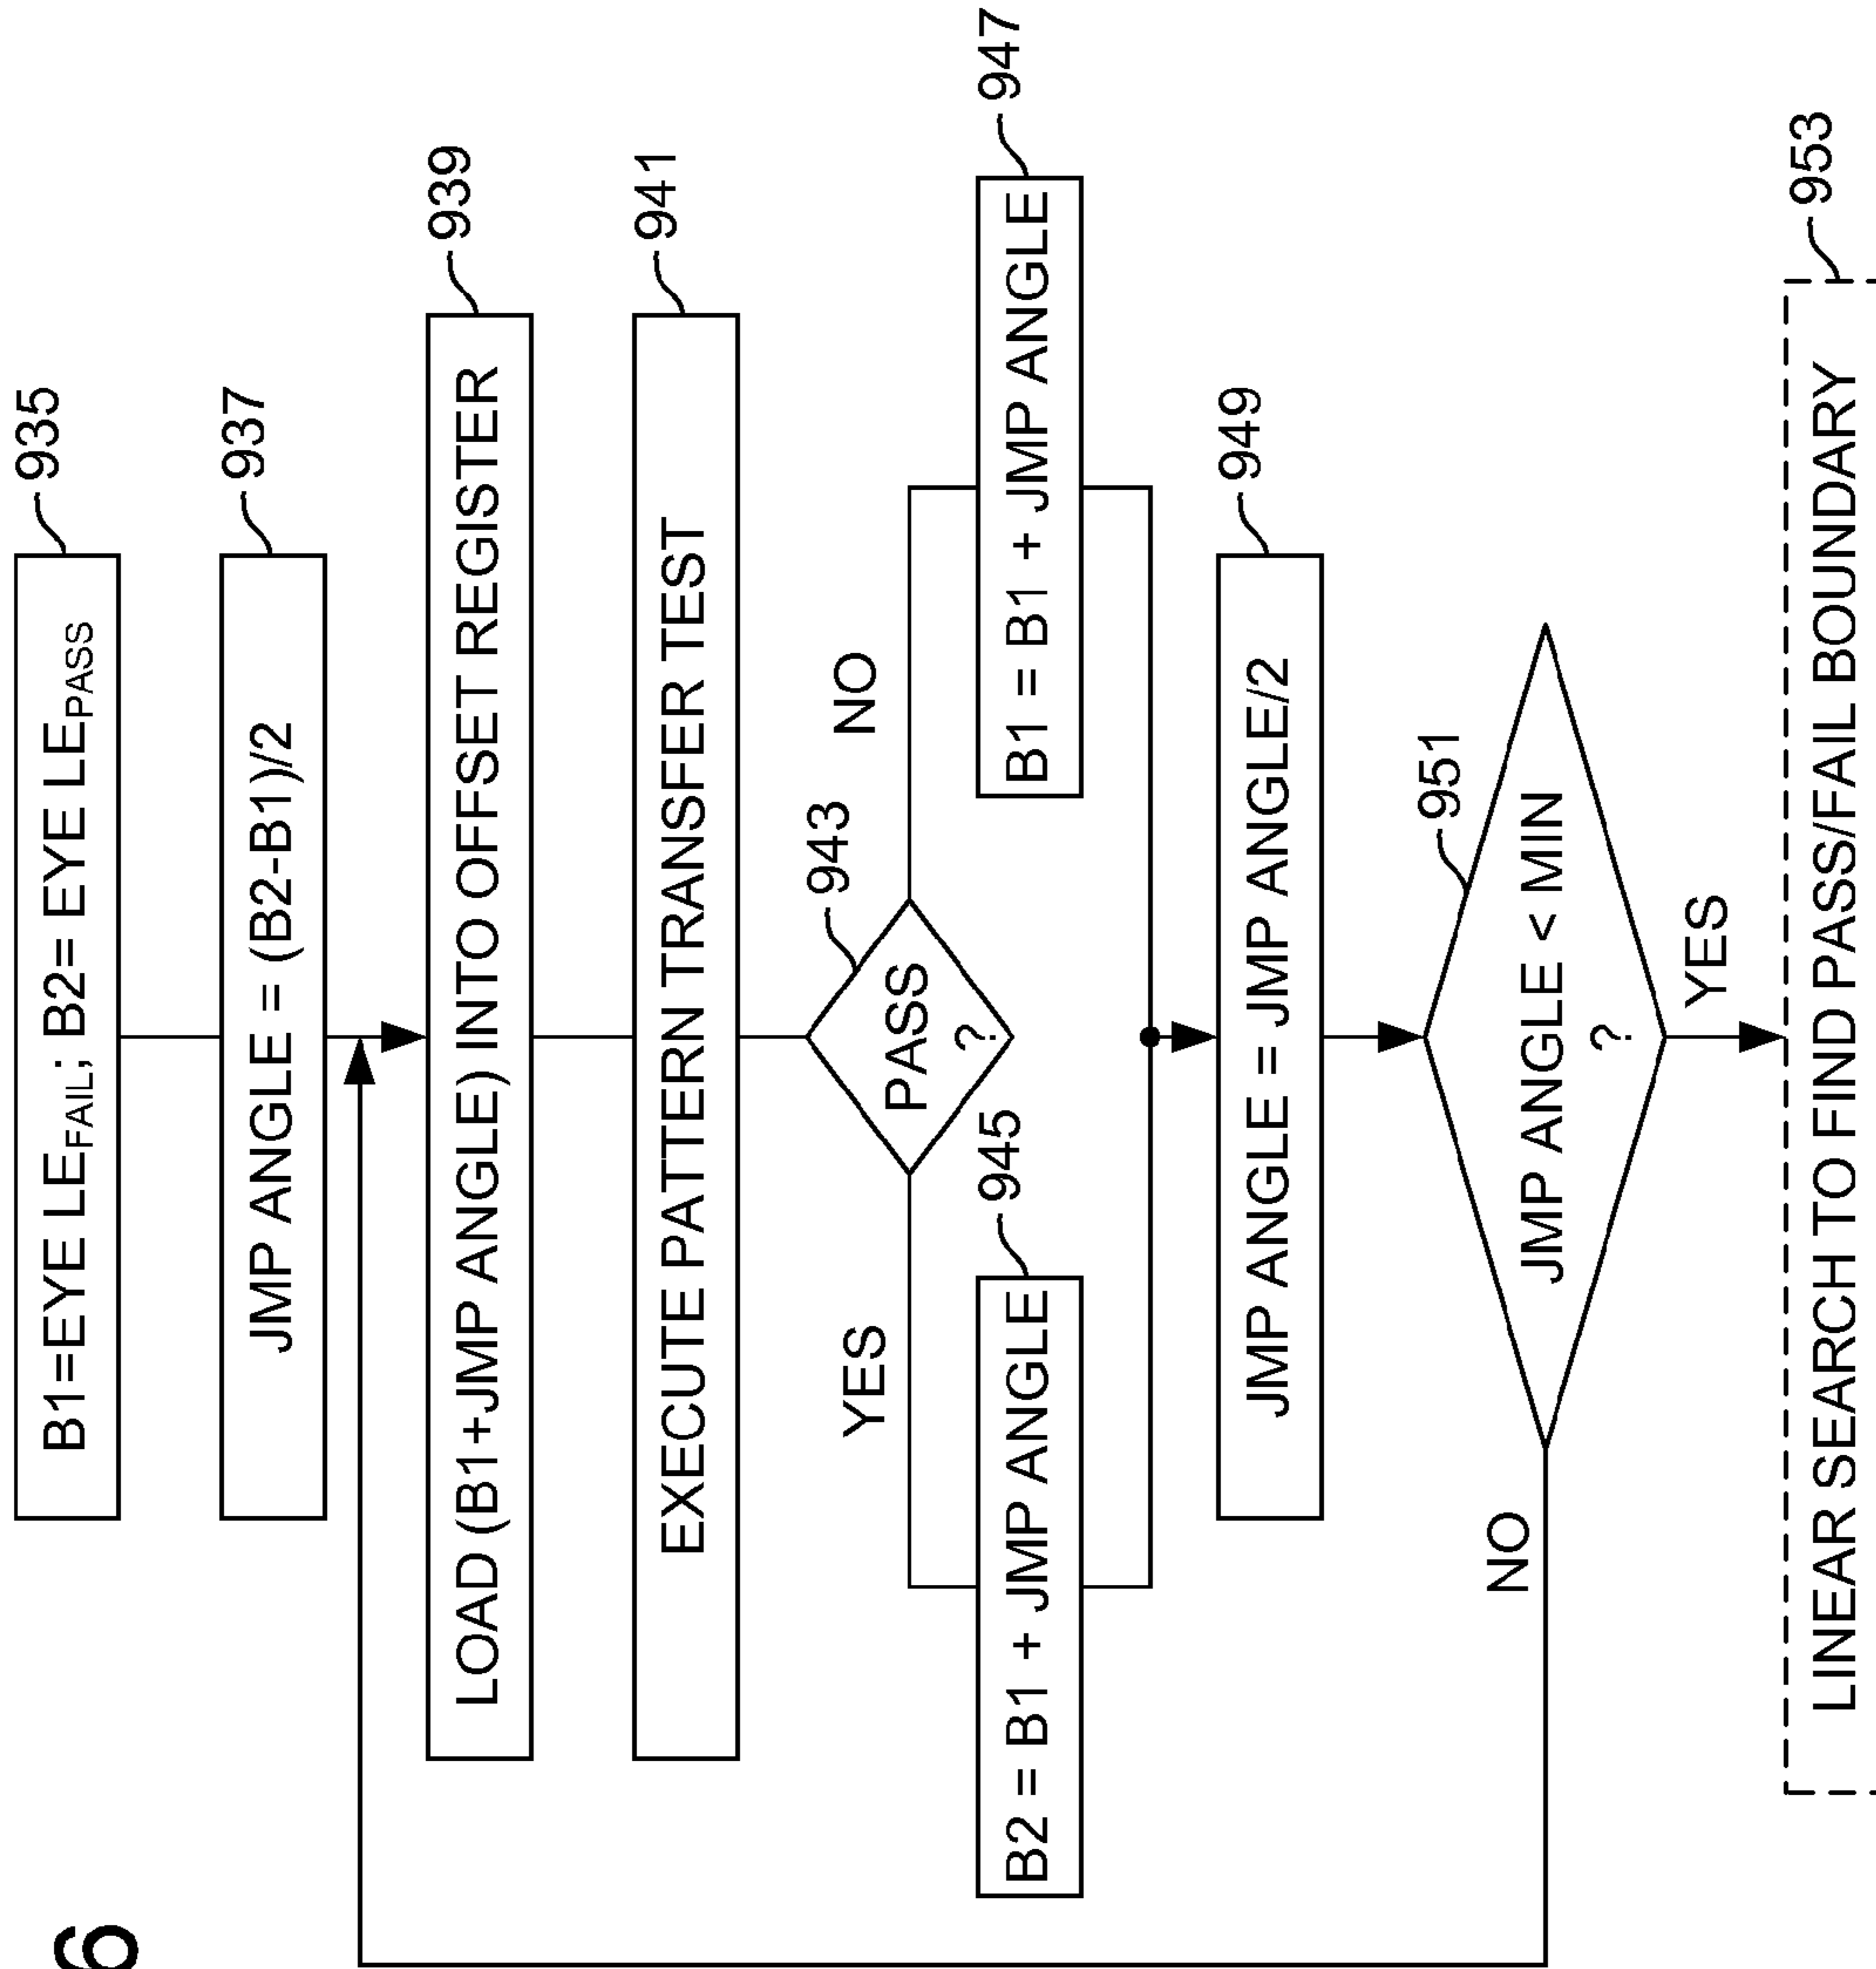 6
935
B1=EYE LEFAIL; B2= EYE LEPASS
937
JMP ANGLE = (B2-B1)/2
939
LOAD (B1+JMP ANGLE) INTO OFFSET REGISTER
941
EXECUTE PATTERN TRANSFER TEST
943
PASS
?
YES
NO
945
B2 = B1 + JMP ANGLE
947
B1 = B1 + JMP ANGLE
949
JMP ANGLE = JMP ANGLE/2
951
JMP ANGLE < MIN
?
NO
YES
953
LINEAR SEARCH TO FIND PASS/FAIL BOUNDARY